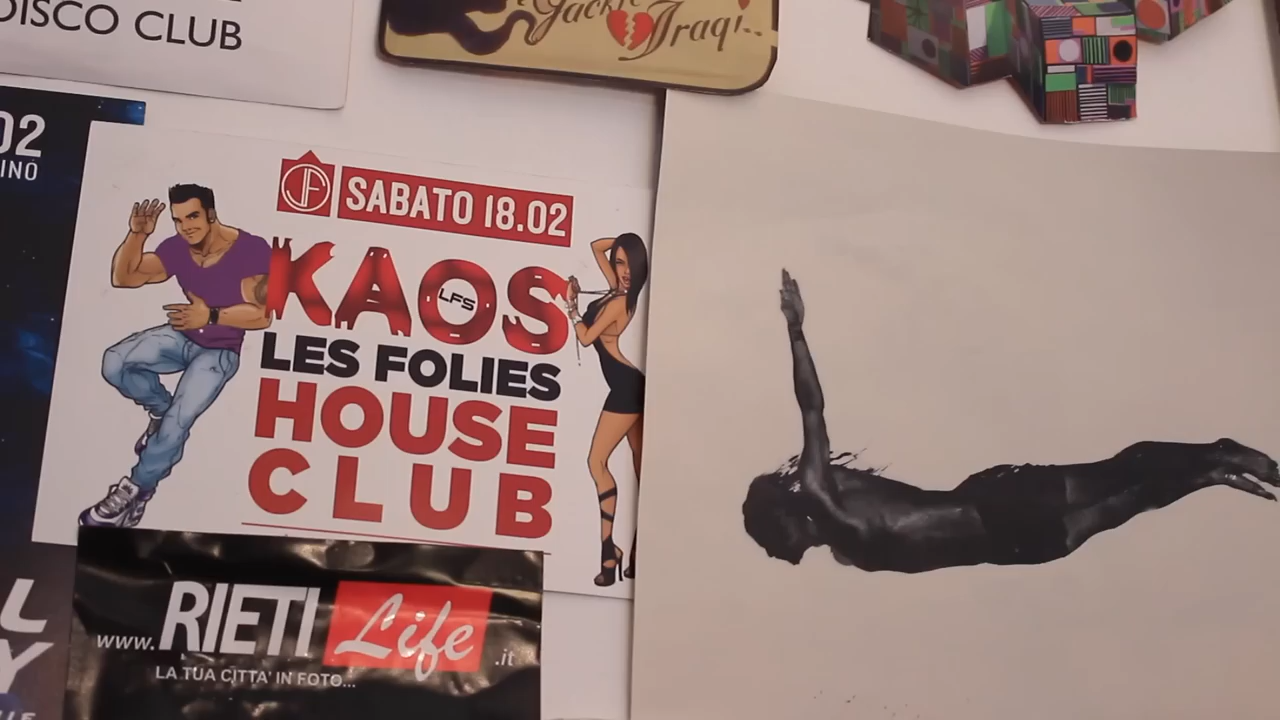 DISCO CLUB
Jackie
Iraqi..
02
INO
JF
SABATO 18.02
KAOS
LFS
LES FOLIES
HOUSE
CLUB
www.RIETI Life.it
LA TUA CITTA' IN FOTO...
L
Y